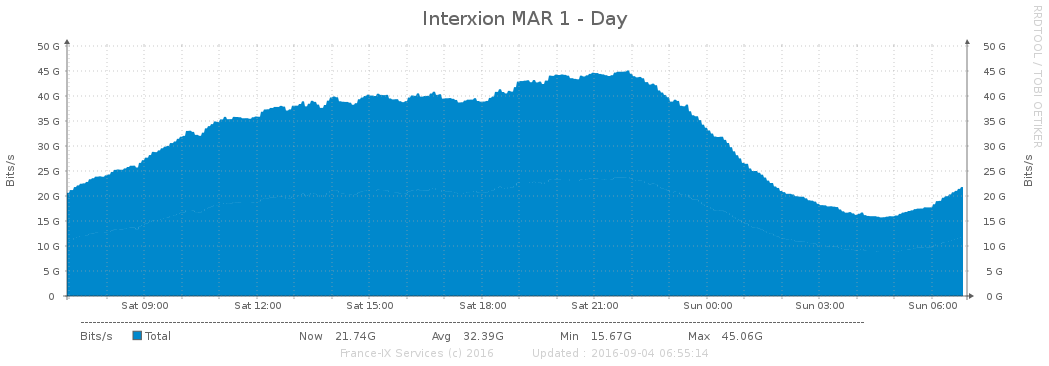 Interxion MAR 1 - Day
RRDTOOL / TOBI OETIKER
Bits/s
Bits/s
50 G 50 G
45 G 45 G
40 G 40 G
35 G 35 G
30 G 30 G
25 G 25 G
20 G 20 G
15 G 15 G
10 G 10 G
5 G 5 G
0 0 G
Sat 09:00 Sat 12:00 Sat 15:00 Sat 18:00 Sat 21:00 Sun 00:00 Sun 03:00 Sun 06:00
Bits/s Total Now 21.74G Avg 32.39G Min 15.67G Max 45.06G
France-IX Services (c) 2016 Updated : 2016-09-04 06:55:14